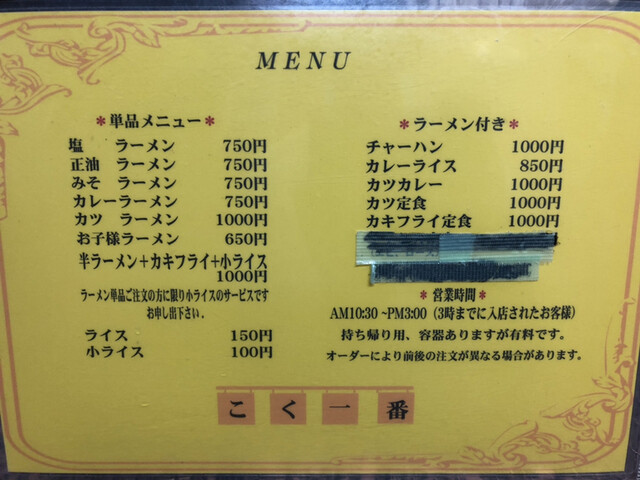 MENU
*単品メニュー*
塩 ラーメン 750円
正油 ラーメン 750円
みそ ラーメン 750円
カレーラーメン 750円
カツ ラーメン 1000円
お子様ラーメン 650円
半ラーメン+カキフライ+小ライス
1000円
ラーメン単品ご注文の方に限り小ライスのサービスです
お申し出下さい.
ライス 150円
小ライス 100円
*ラーメン付き*
チャーハン 1000円
カレーライス 850円
カツカレー 1000円
カツ定食 1000円
カキフライ定食 1000円
*営業時間*
AM10:30~PM3:00(3時までに入店されたお客様)
持ち帰り用、容器ありますが有料です。
オーダーにより前後の注文が異なる場合があります。
こく一番